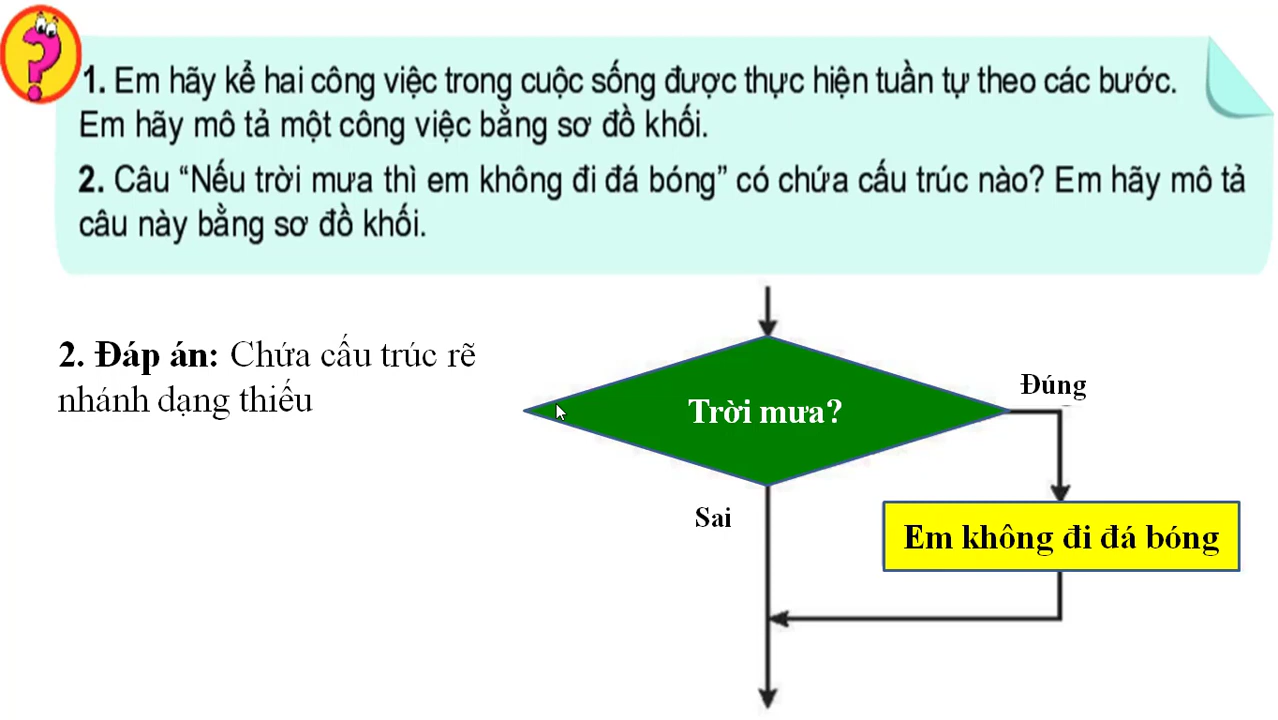 1. Em hãy kể hai công việc trong cuộc sống được thực hiện tuần tự theo các bước.
Em hãy mô tả một công việc bằng sơ đồ khối.
2. Câu “Nếu trời mưa thì em không đi đá bóng” có chứa cấu trúc nào? Em hãy mô tả
câu này bằng sơ đồ khối.
2. Đáp án: Chứa cấu trúc rẽ
nhánh dạng thiếu
Trời mưa?
Đúng
Sai
Em không đi đá bóng